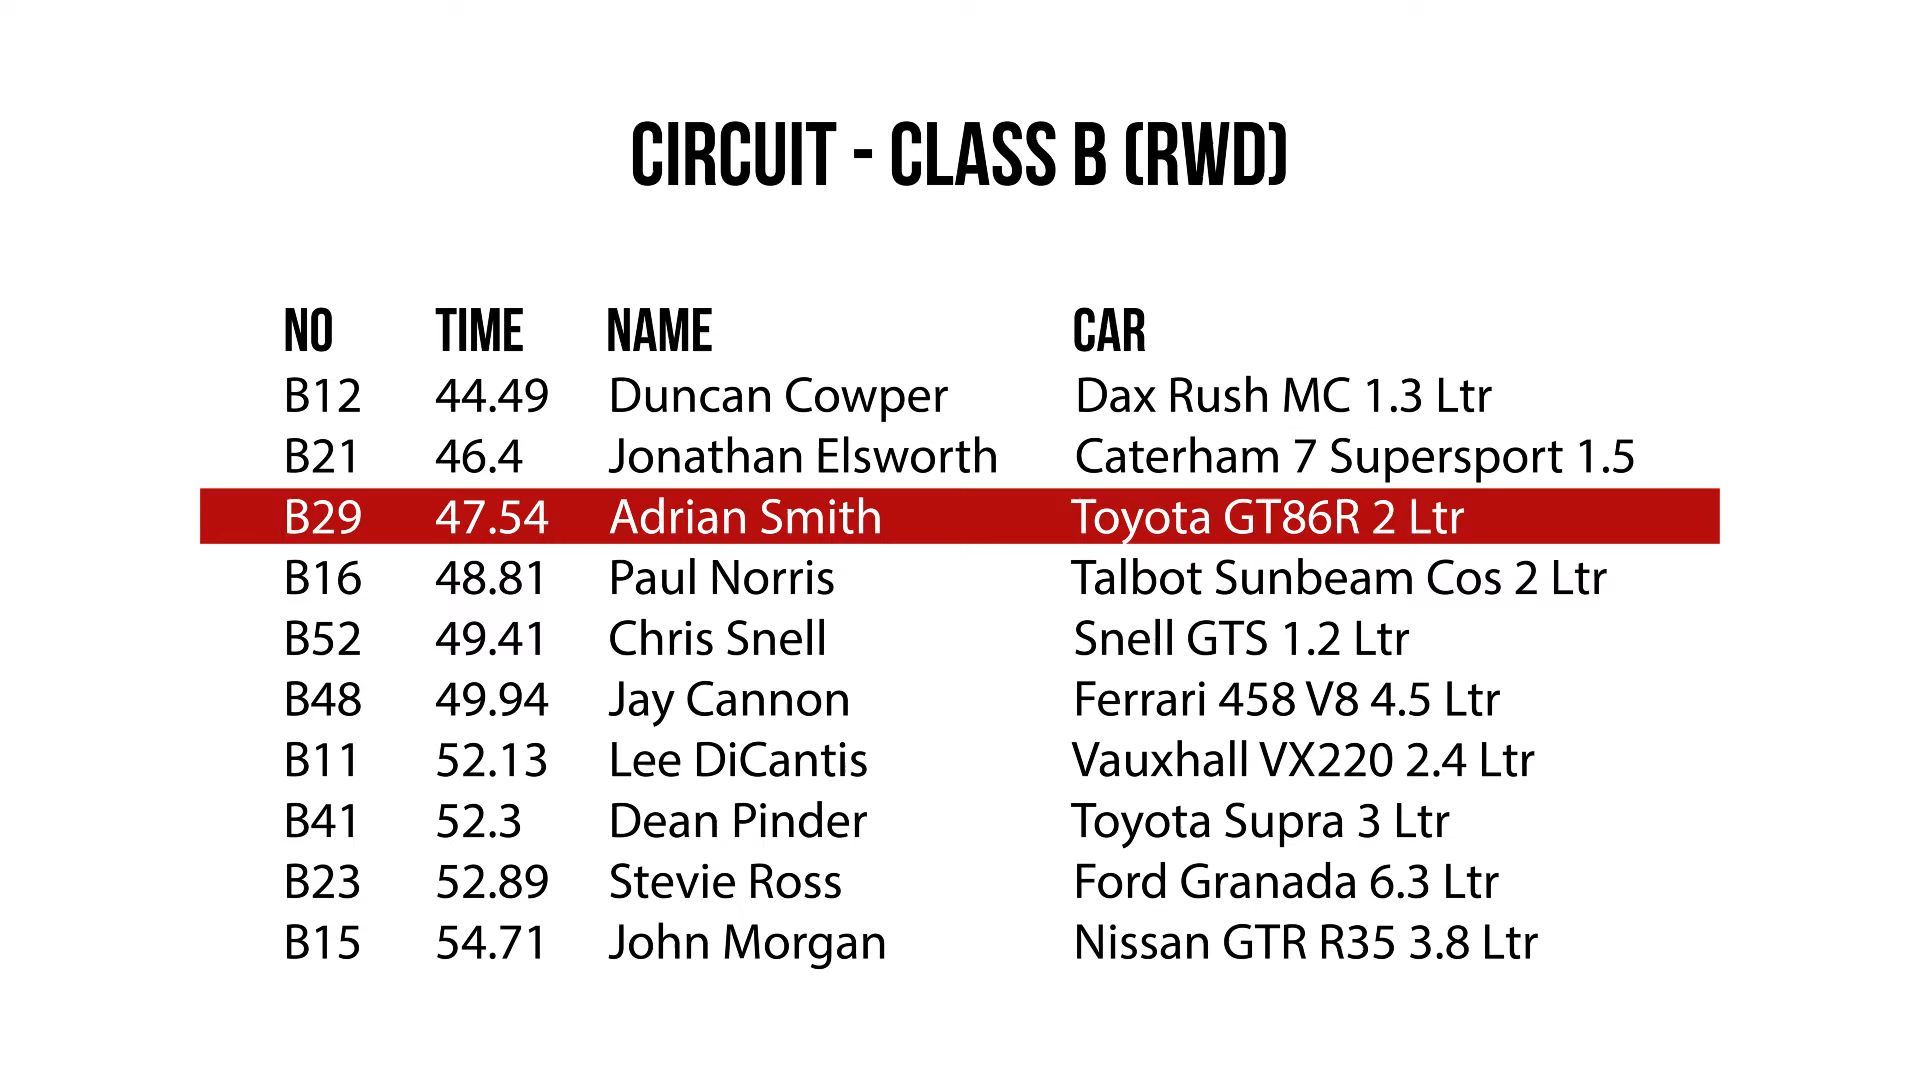 CIRCUIT - CLASS B (RWD)
NO TIME NAME CAR
B12 44.49 Duncan Cowper Dax Rush MC 1.3 Ltr
B21 46.4 Jonathan Elsworth Caterham 7 Supersport 1.5
B29 47.54 Adrian Smith Toyota GT86R 2 Ltr
B16 48.81 Paul Norris Talbot Sunbeam Cos 2 Ltr
B52 49.41 Chris Snell Snell GTS 1.2 Ltr
B48 49.94 Jay Cannon Ferrari 458 V8 4.5 Ltr
B11 52.13 Lee DiCantis Vauxhall VX220 2.4 Ltr
B41 52.3 Dean Pinder Toyota Supra 3 Ltr
B23 52.89 Stevie Ross Ford Granada 6.3 Ltr
B15 54.71 John Morgan Nissan GTR R35 3.8 Ltr